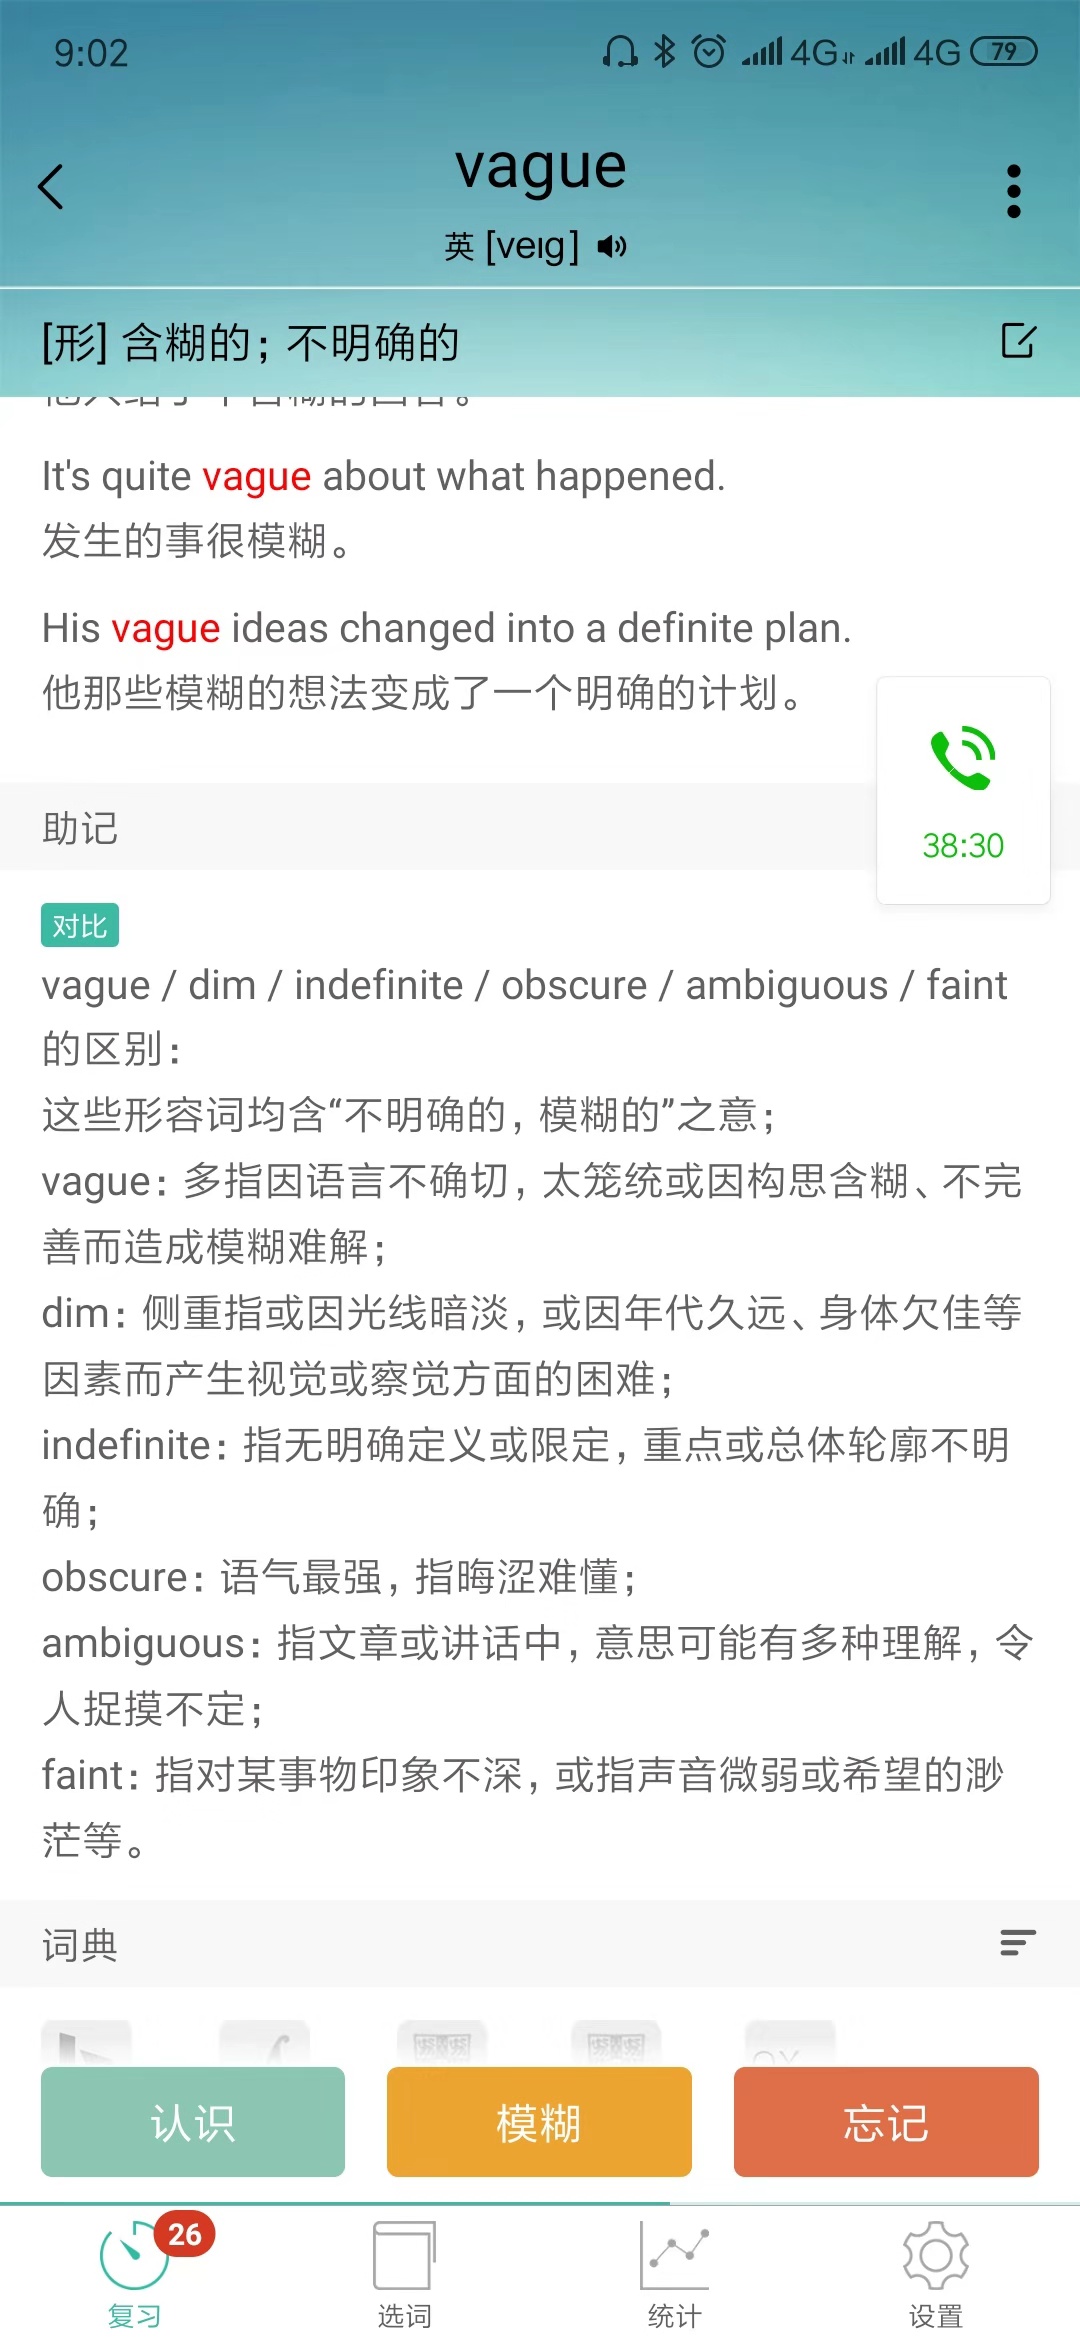 9:02
4G
4G
79
vague
英 [veɪg]
[形] 含糊的；不明确的
It's quite vague about what happened.
发生的事很模糊。
His vague ideas changed into a definite plan.
他那些模糊的想法变成了一个明确的计划。
38:30
助记
对比
vague / dim / indefinite / obscure / ambiguous / faint
的区别：
这些形容词均含“不明确的，模糊的”之意；
vague：多指因语言不确切，太笼统或因构思含糊、不完
善而造成模糊难解；
dim：侧重指或因光线暗淡，或因年代久远、身体欠佳等
因素而产生视觉或察觉方面的困难；
indefinite：指无明确定义或限定，重点或总体轮廓不明
确；
obscure：语气最强，指晦涩难懂；
ambiguous：指文章或讲话中，意思可能有多种理解，令
人捉摸不定；
faint：指对某事物印象不深，或指声音微弱或希望的渺
茫等。
词典
认识
模糊
忘记
26
复习
选词
统计
设置